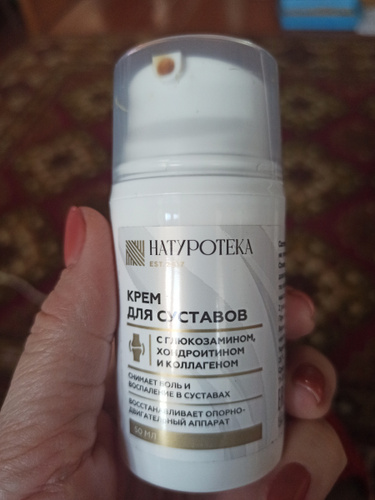 НАТУРОТЕКА
КРЕМ
ДЛЯ СУСТАВОВ
С ГЛЮКОЗАМИНОМ,
ХОНДРОИТИНОМ
И КОЛЛАГЕНОМ
СНИМАЕТ БОЛЬ И
ВОСПАЛЕНИЕ В СУСТАВАХ
ВОССТАНАВЛИВАЕТ ОПОРНО-
ДВИГАТЕЛЬНЫЙ АППАРАТ
50 МЛ